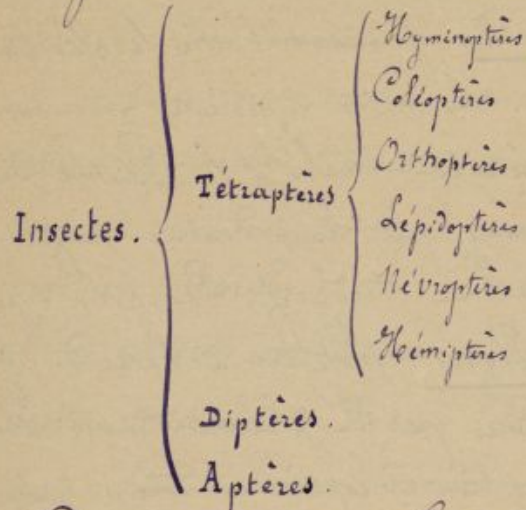 Hyménoptères
Coléoptères
Orthoptères
Tétraptères
Insectes.
Lépidoptères
Névroptères
Hémiptères
Diptères.
Aptères.